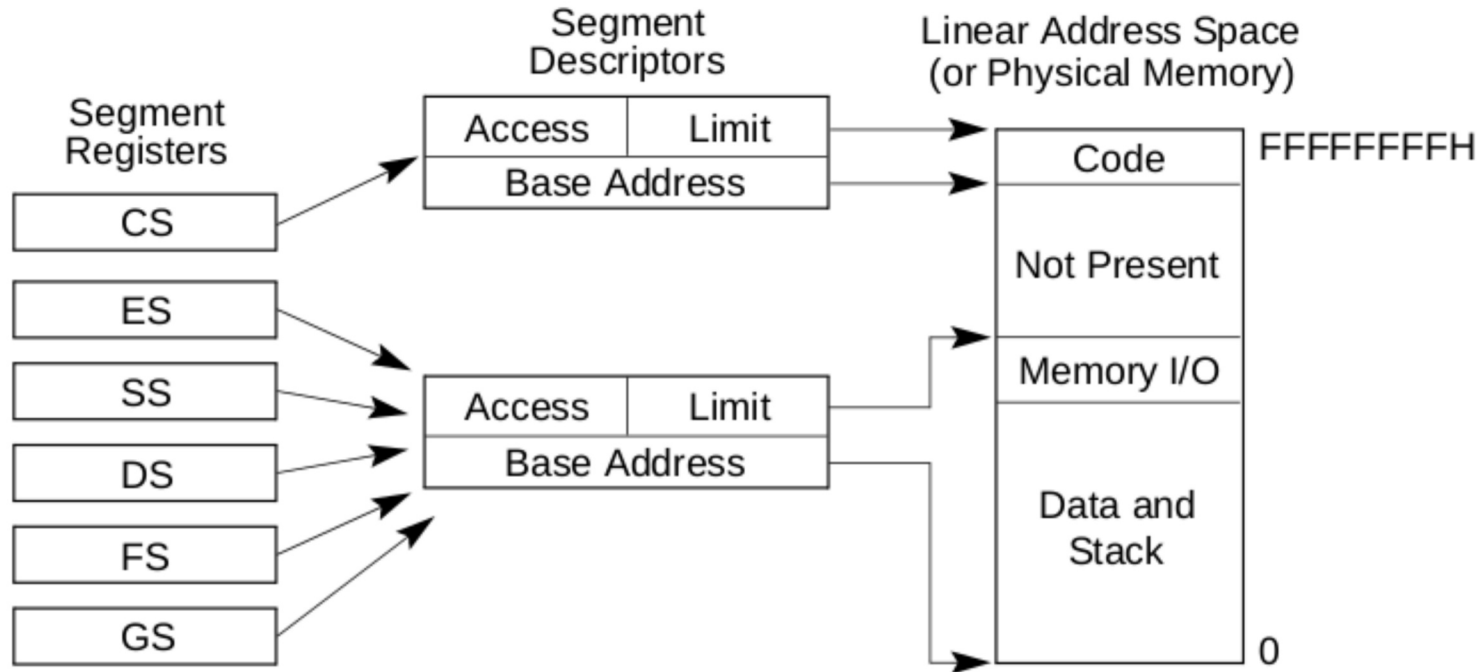 Segment
Registers
CS
ES
SS
DS
FS
GS
Segment
Descriptors
Access
Limit
Base Address
Access
Limit
Base Address
Linear Address Space
(or Physical Memory)
Code
FFFFFFFFH
Not Present
Memory I/O
Data and
Stack
0